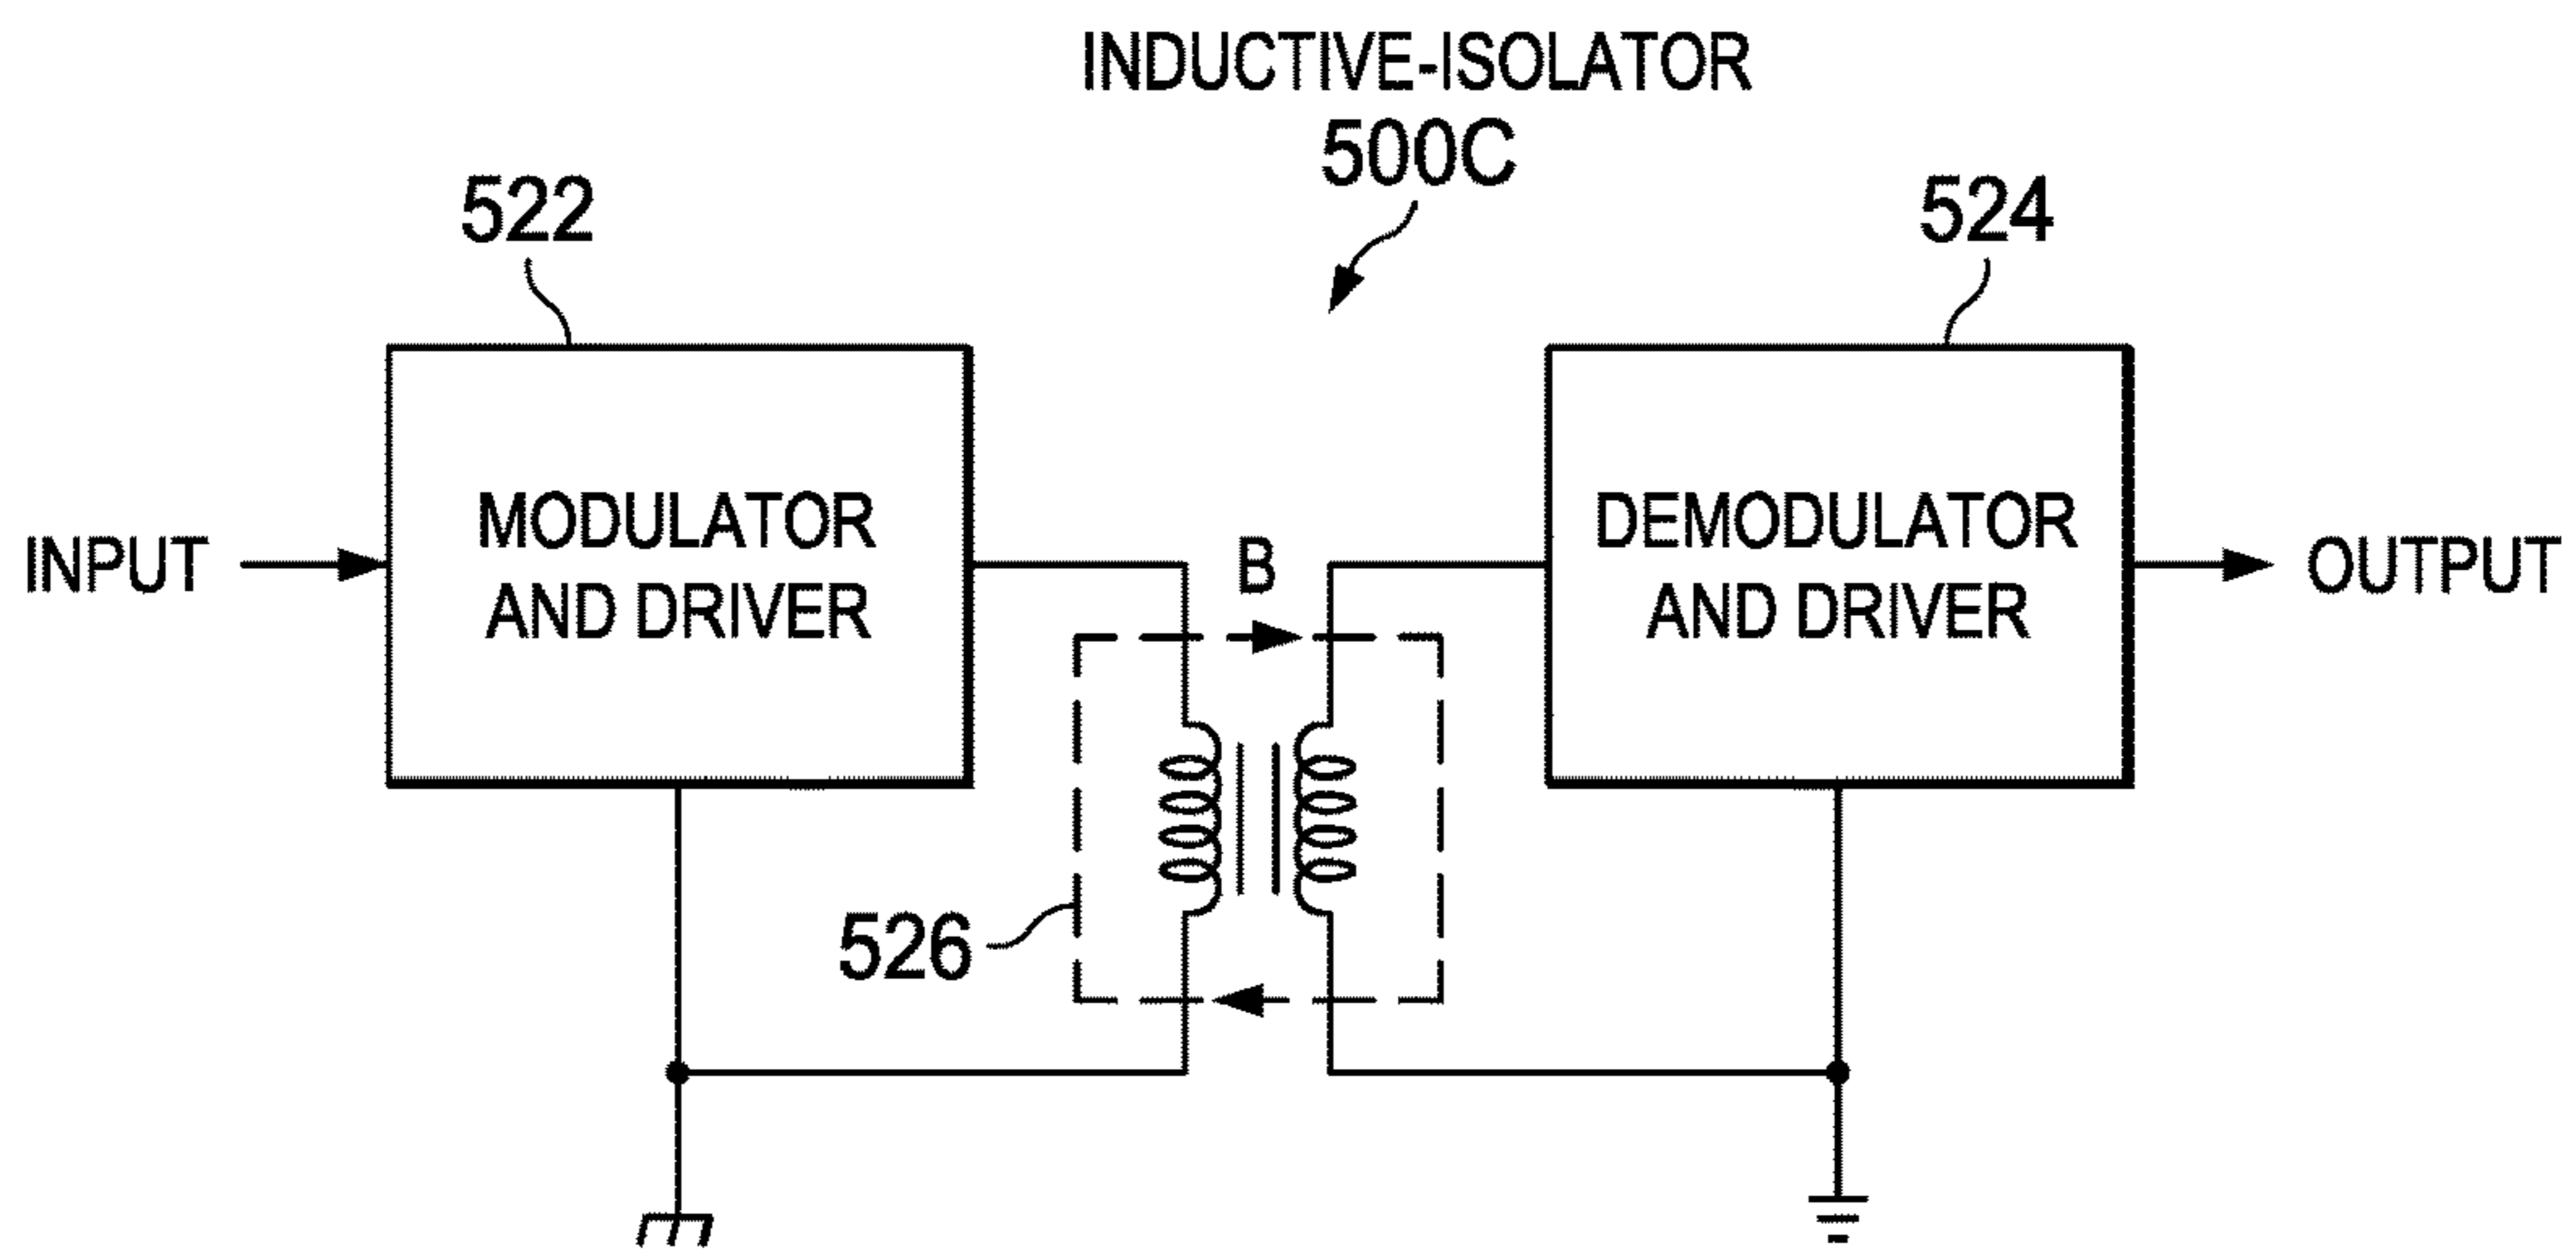 INDUCTIVE-ISOLATOR
500C
522
524
INPUT
MODULATOR
AND DRIVER
B
DEMODULATOR
AND DRIVER
OUTPUT
526